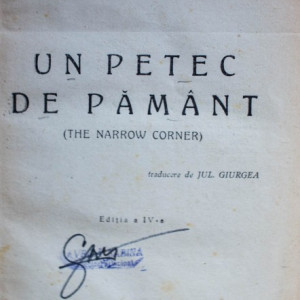 UN PETEC
DE PĂMÂNT
(THE NARROW CORNER)
traducere de JUL. GIURGEA
Ediția a IV-a